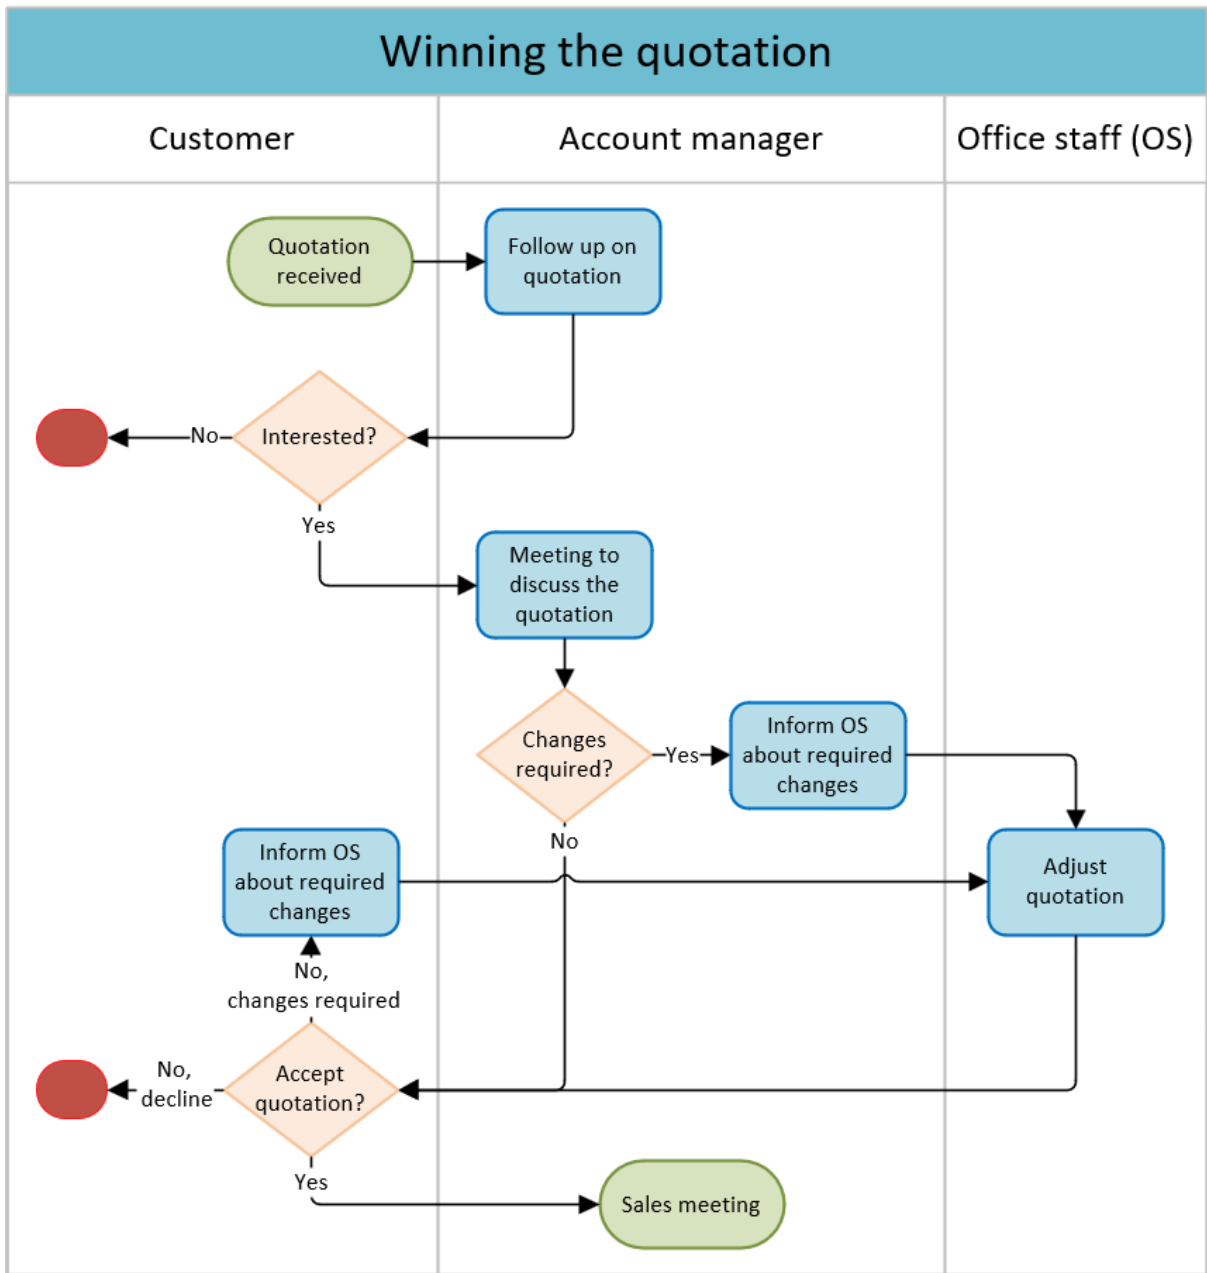 Winning the quotation
Customer
Account manager
Office staff (OS)
Quotation
received
Follow up on
quotation
No
Interested?
Yes
Meeting to
discuss the
quotation
Changes
required?
Yes
Inform OS
about required
changes
No
Inform OS
about required
changes
Adjust
quotation
No,
changes required
No,
decline
Accept
quotation?
Yes
Sales meeting